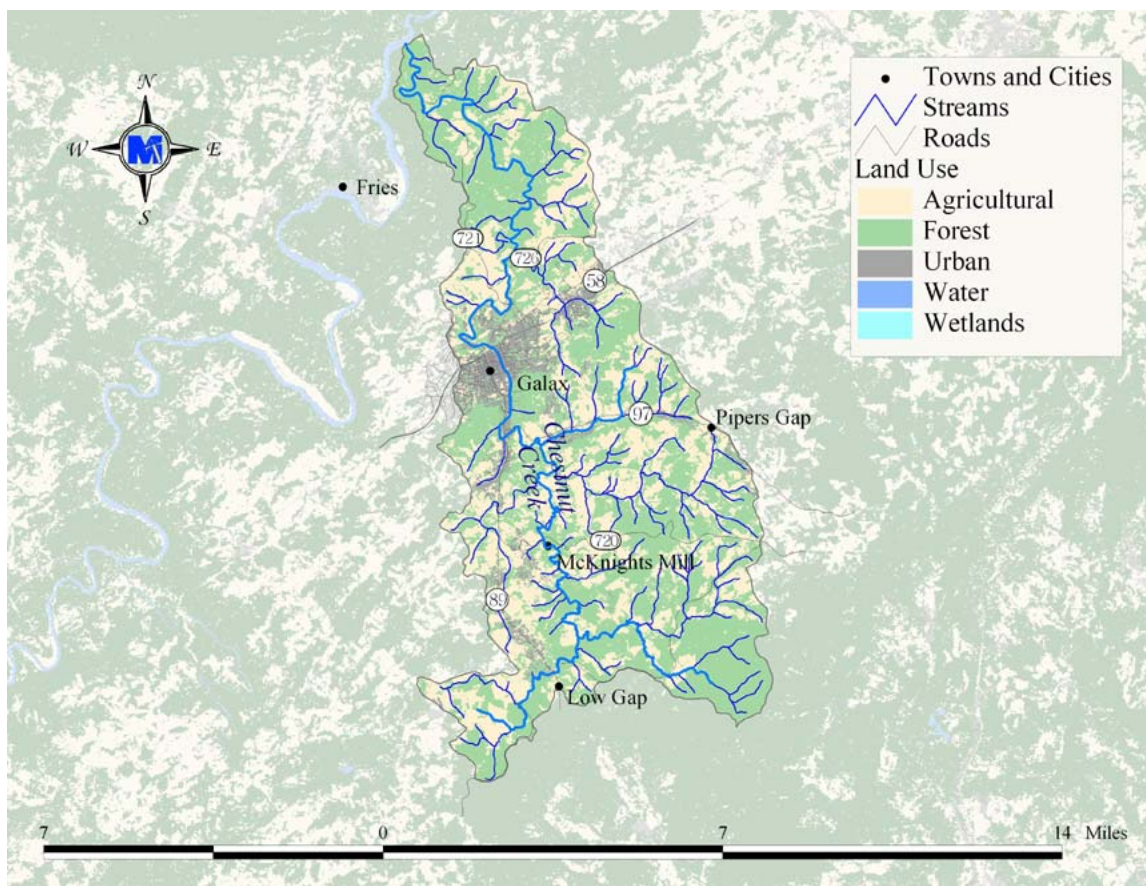 N
W
E
S
M
Fries
Towns and Cities
Streams
Roads
Land Use
Agricultural
Forest
Urban
Water
Wetlands
721
726
58
Galax
97
Pipers Gap
Chestnut
Creek
720
McKnights Mill
89
Low Gap
7
0
7
14 Miles